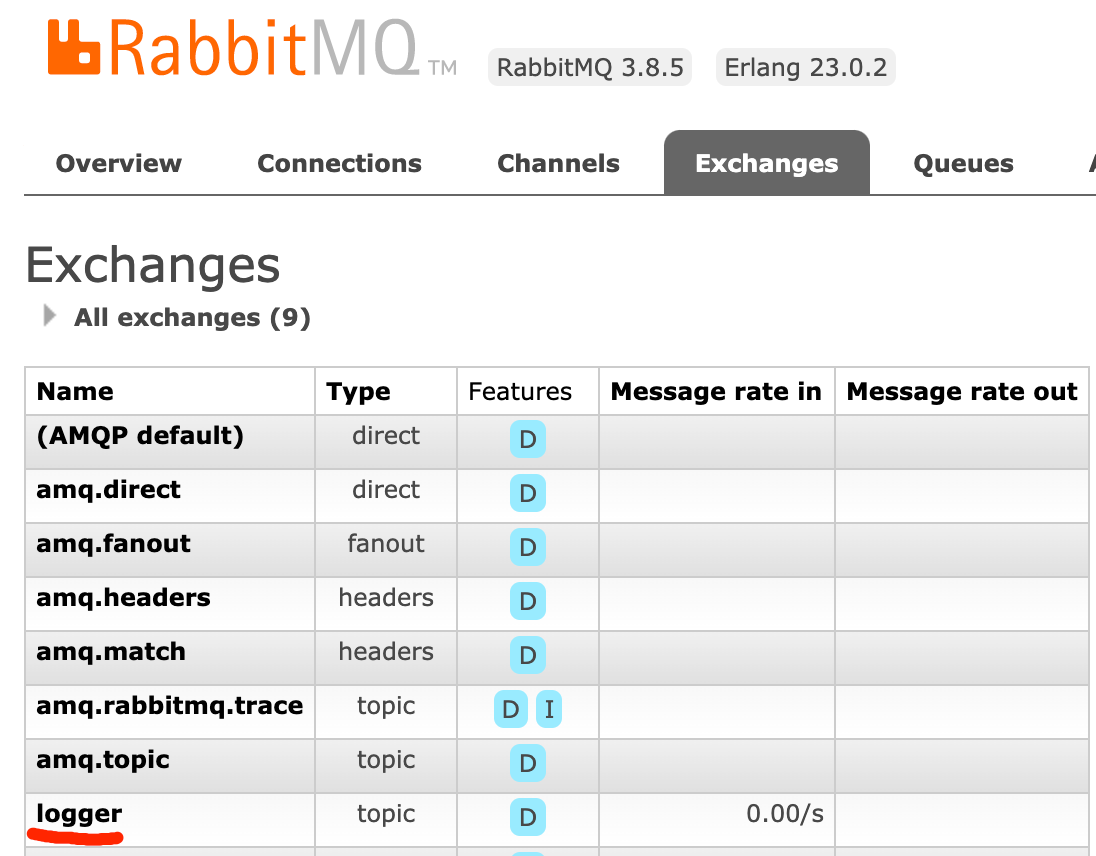 RabbitMQ TM RabbitMQ 3.8.5 Erlang 23.0.2
Overview Connections Channels Exchanges Queues
Exchanges
All exchanges (9)
Name Type Features Message rate in Message rate out
(AMQP default) direct D
amq.direct direct D
amq.fanout fanout D
amq.headers headers D
amq.match headers D
amq.rabbitmq.trace topic D I
amq.topic topic D
logger topic D 0.00/s